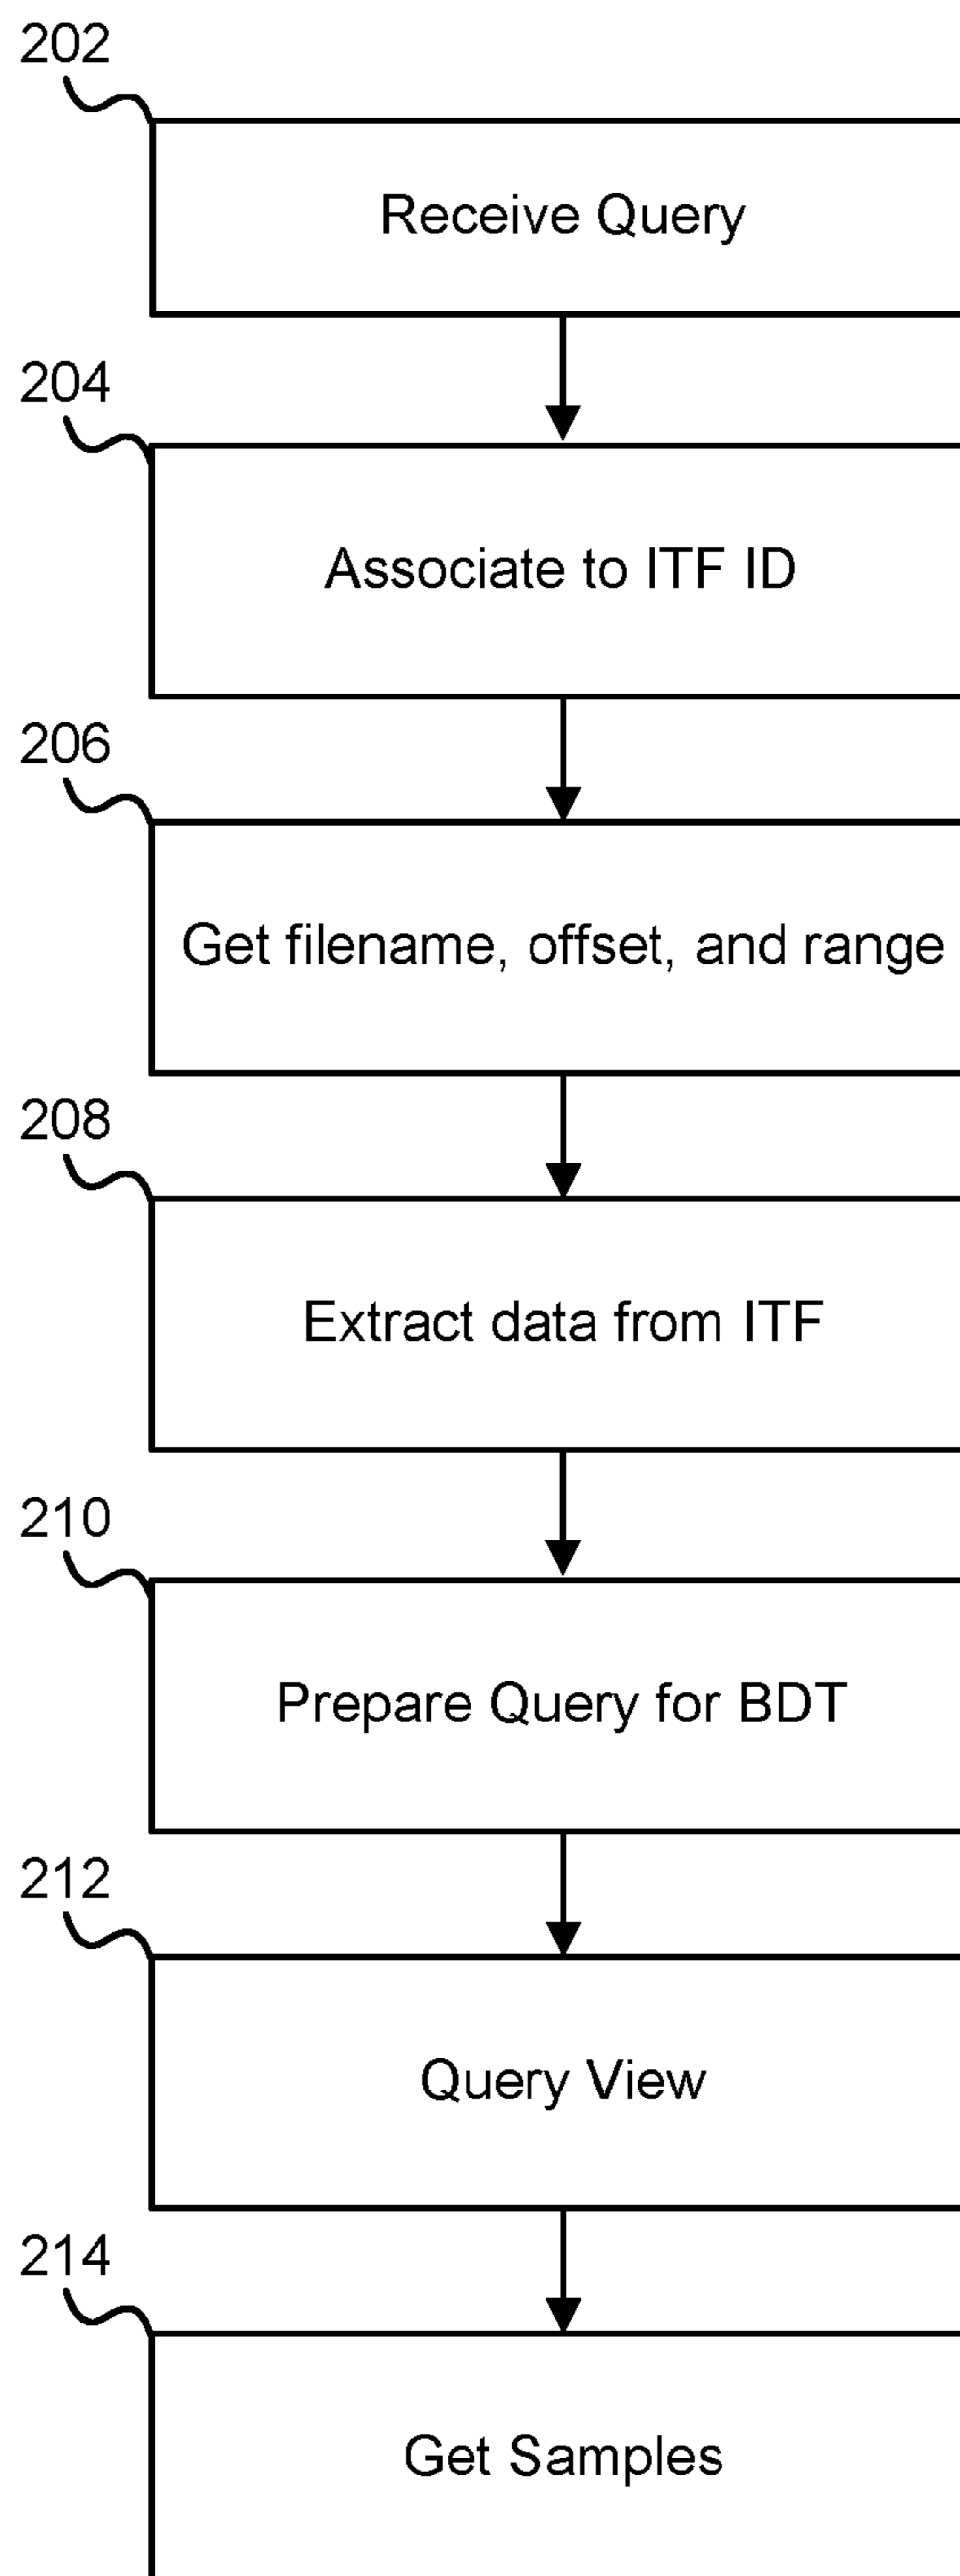 202
Receive Query
204
Associate to ITF ID
206
Get filename, offset, and range
208
Extract data from ITF
210
Prepare Query for BDT
212
Query View
214
Get Samples